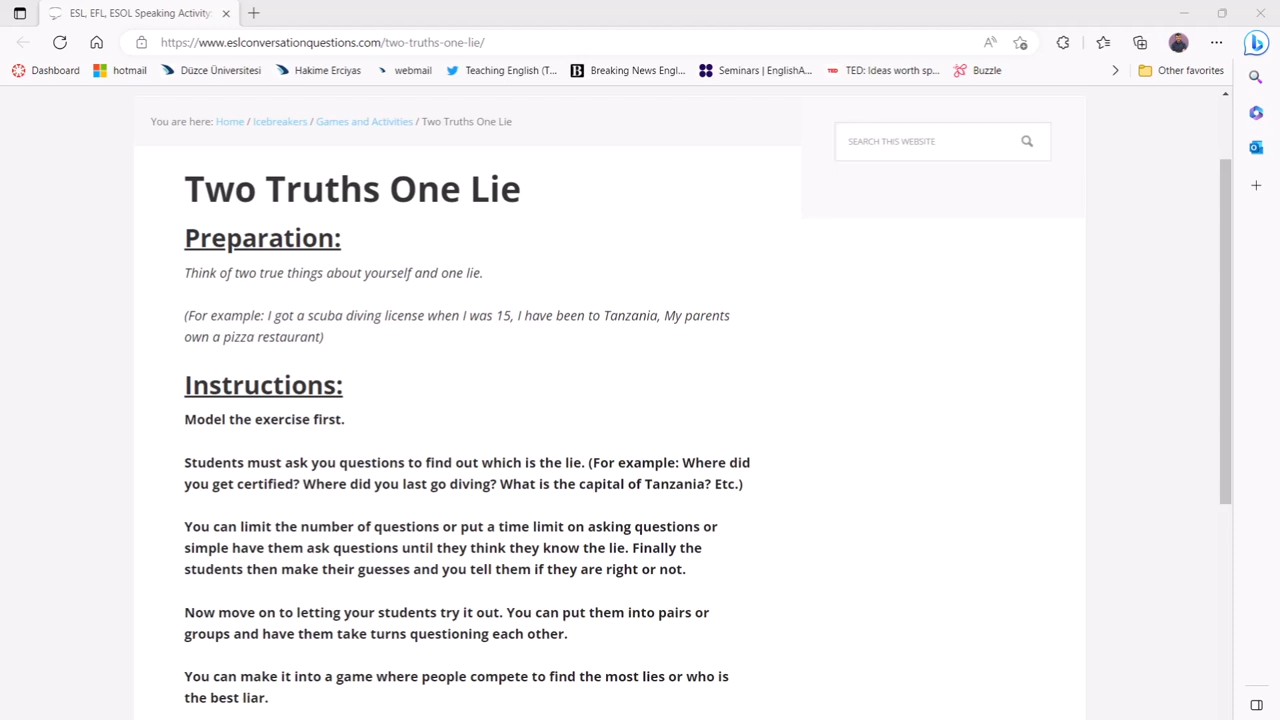 ESL, EFL, ESOL Speaking Activity:
https://www.eslconversationquestions.com/two-truths-one-lie/
Dashboard hotmail Düzce Üniversitesi Hakime Erciyas webmail Teaching English (T... Breaking News Engl... Seminars | EnglishA... TED: Ideas worth sp... Buzzle Other favorites
You are here: Home / Icebreakers / Games and Activities / Two Truths One Lie
SEARCH THIS WEBSITE
Two Truths One Lie
Preparation:
Think of two true things about yourself and one lie.
(For example: I got a scuba diving license when I was 15, I have been to Tanzania, My parents
own a pizza restaurant)
Instructions:
Model the exercise first.
Students must ask you questions to find out which is the lie. (For example: Where did
you get certified? Where did you last go diving? What is the capital of Tanzania? Etc.)
You can limit the number of questions or put a time limit on asking questions or
simple have them ask questions until they think they know the lie. Finally the
students then make their guesses and you tell them if they are right or not.
Now move on to letting your students try it out. You can put them into pairs or
groups and have them take turns questioning each other.
You can make it into a game where people compete to find the most lies or who is
the best liar.